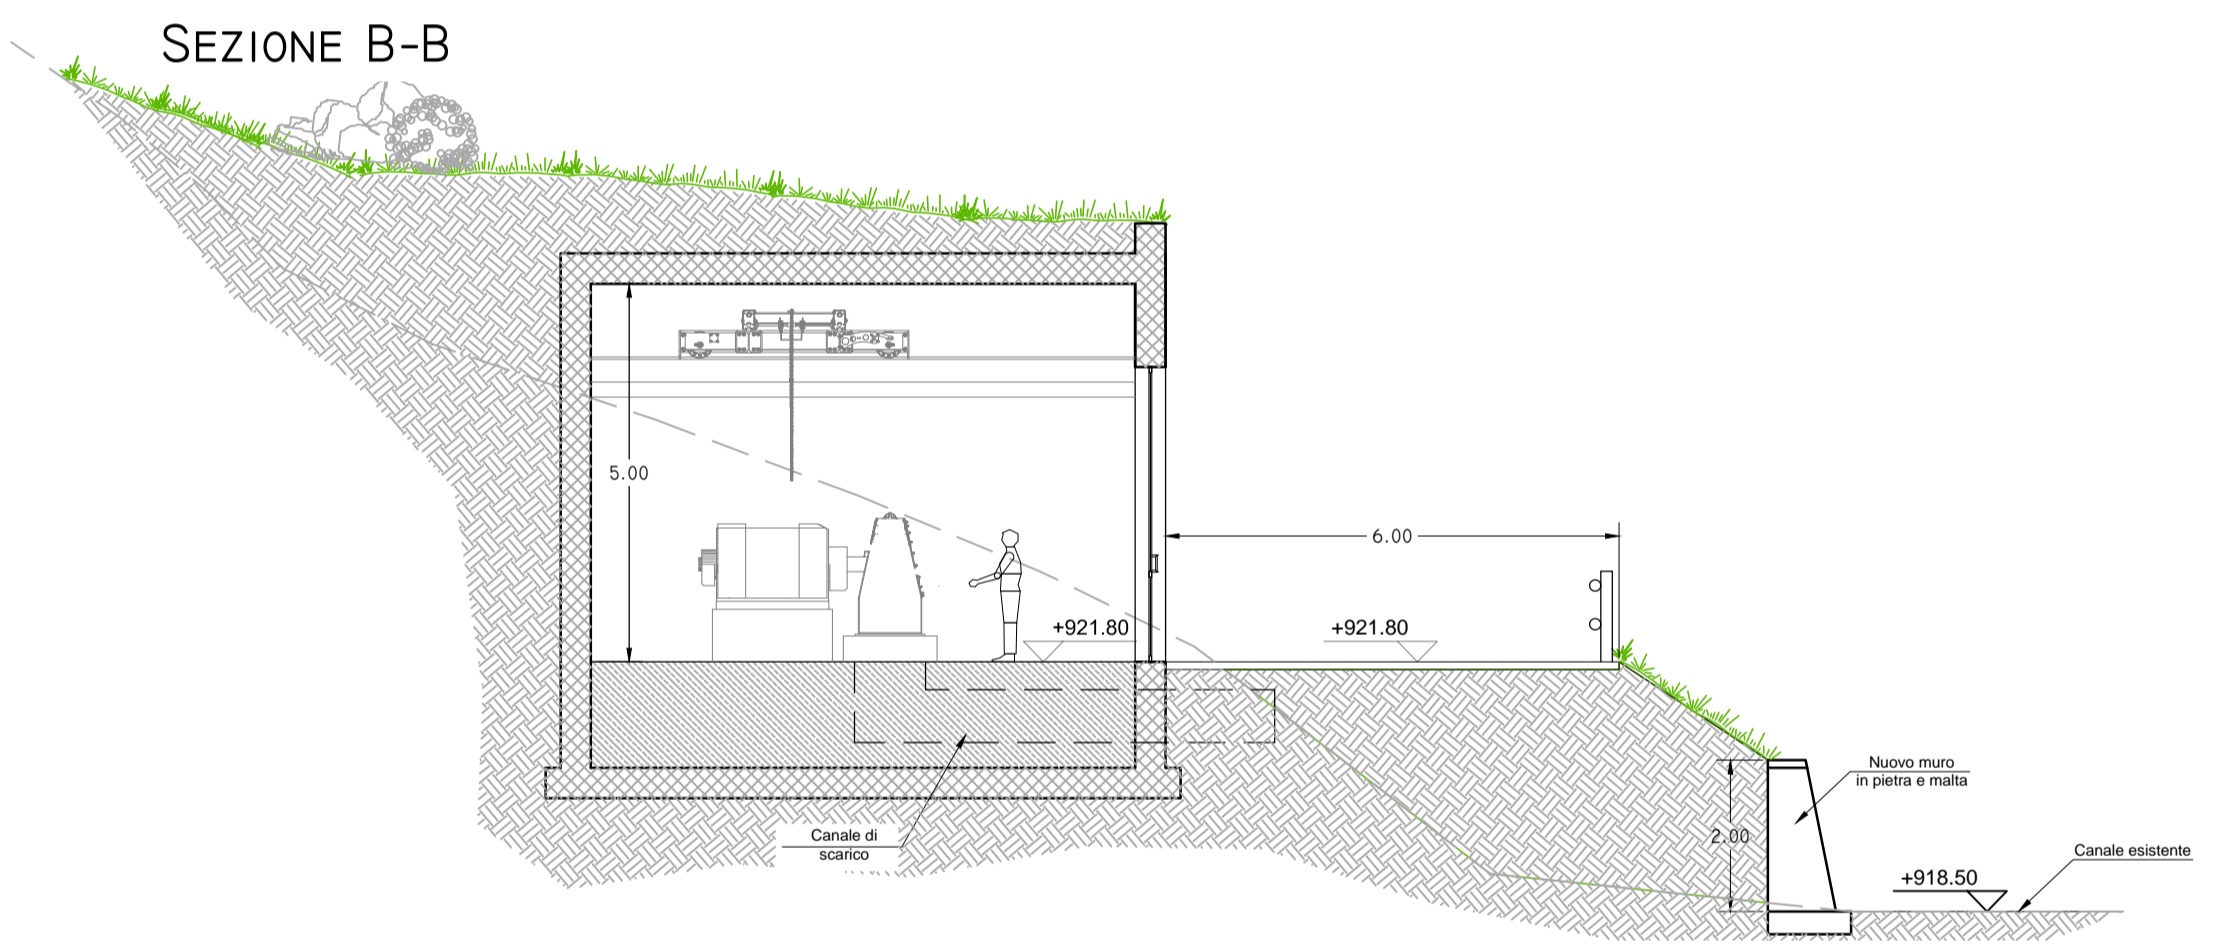 SEZIONE B-B
5.00
6.00
+921.80
+921.80
Nuovo muro
in pietra e malta
2.00
Canale di
scarico
Canale esistente
+918.50